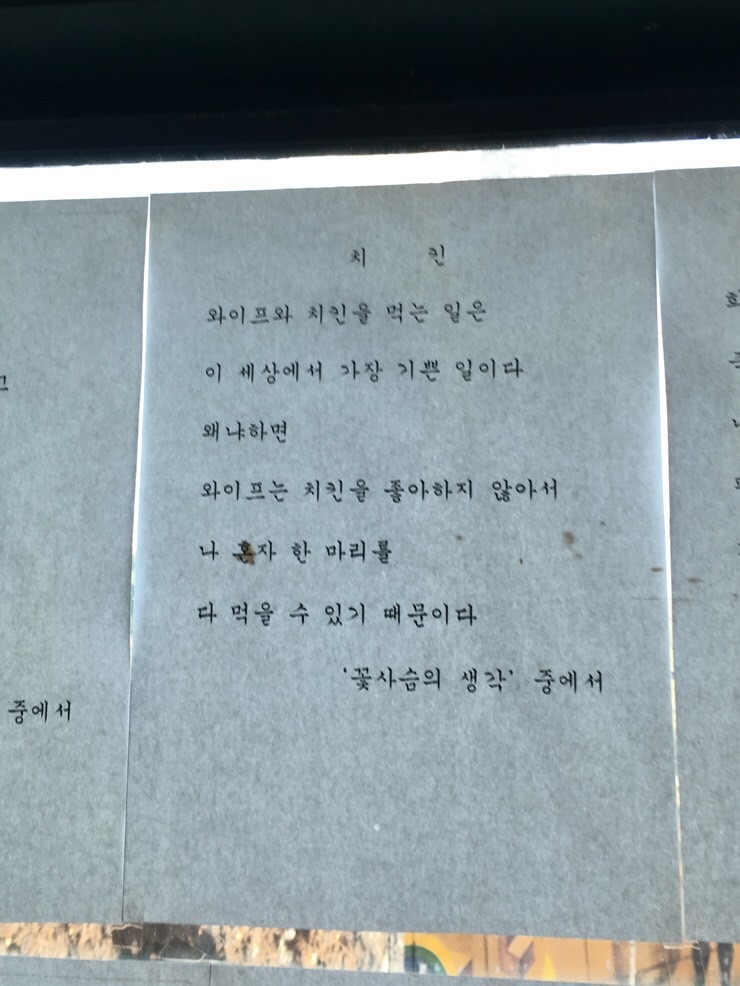 치 킨
와이프와 치킨을 먹는 일은
이 세상에서 가장 기쁜 일이다
왜냐하면
와이프는 치킨을 좋아하지 않아서
나 혼자 한 마리를
다 먹을 수 있기 때문이다
'꽃사슴의 생각' 중에서
중에서